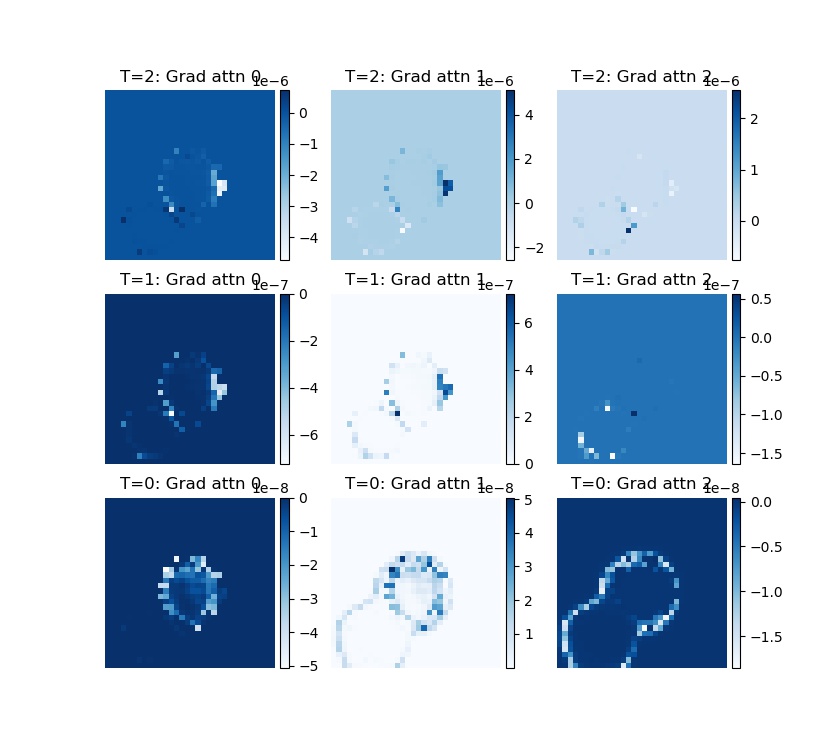 T=2: Grad attn 0 T=2: Grad attn 1 T=2: Grad attn 2
1e−6 1e−6 1e−6
0 4 2
−1 2 1
−2 0 0
−3 −2
−4
T=1: Grad attn 0 T=1: Grad attn 1 T=1: Grad attn 2
1e−7 1e−7 1e−7
0 6 0.5
−2 4 0.0
−4 2 −0.5
−6 0 −1.0
−1.5
T=0: Grad attn 0 T=0: Grad attn 1 T=0: Grad attn 2
1e−8 1e−8 1e−8
0 5 0.0
−1 4 −0.5
−2 3 −1.0
−3 2 −1.5
−4 1
−5